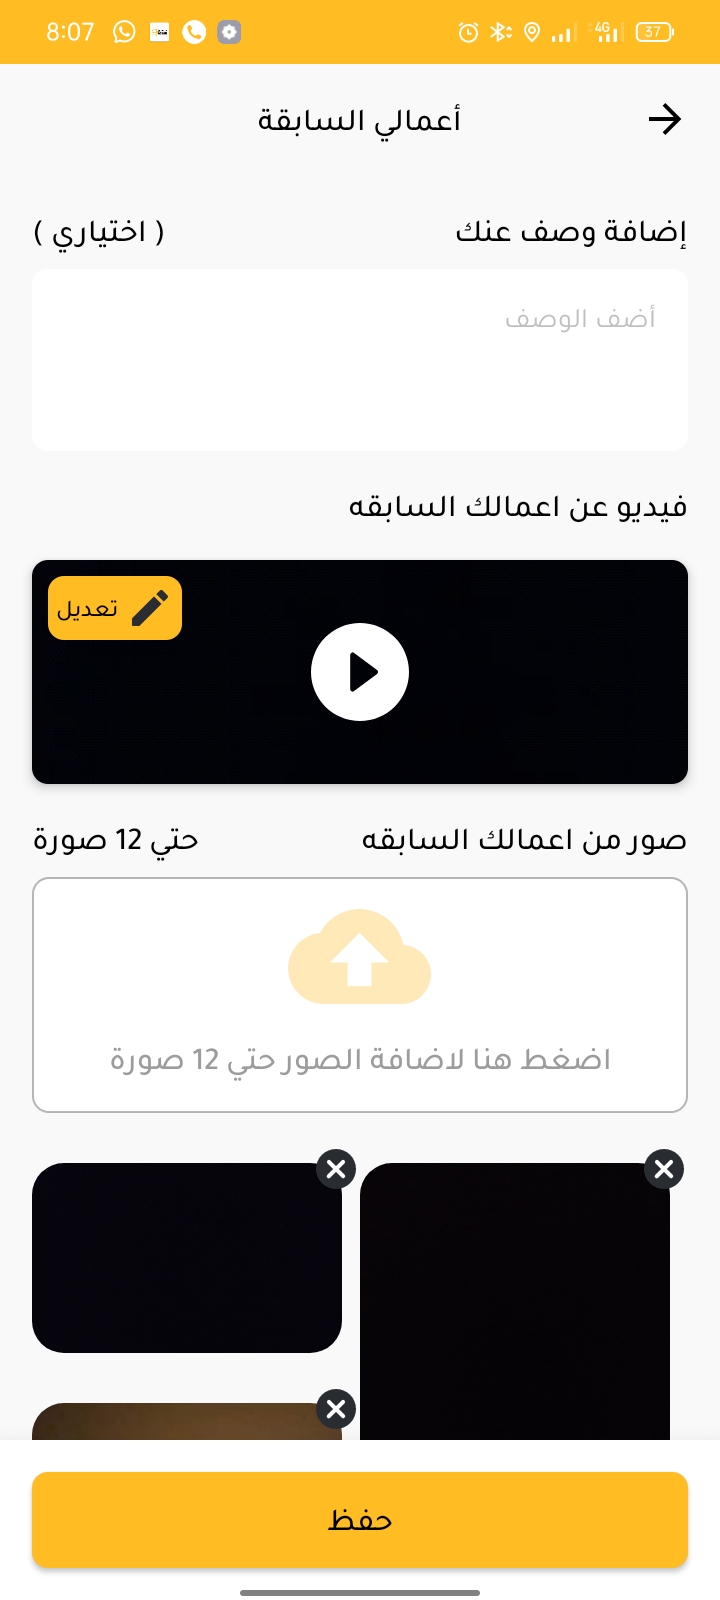 8:07
4G
37
أعمالي السابقة
إضافة وصف عنك ( اختياري )
أضف الوصف
فيديو عن اعمالك السابقه
تعديل
صور من اعمالك السابقه حتي 12 صورة
اضغط هنا لاضافة الصور حتي 12 صورة
حفظ